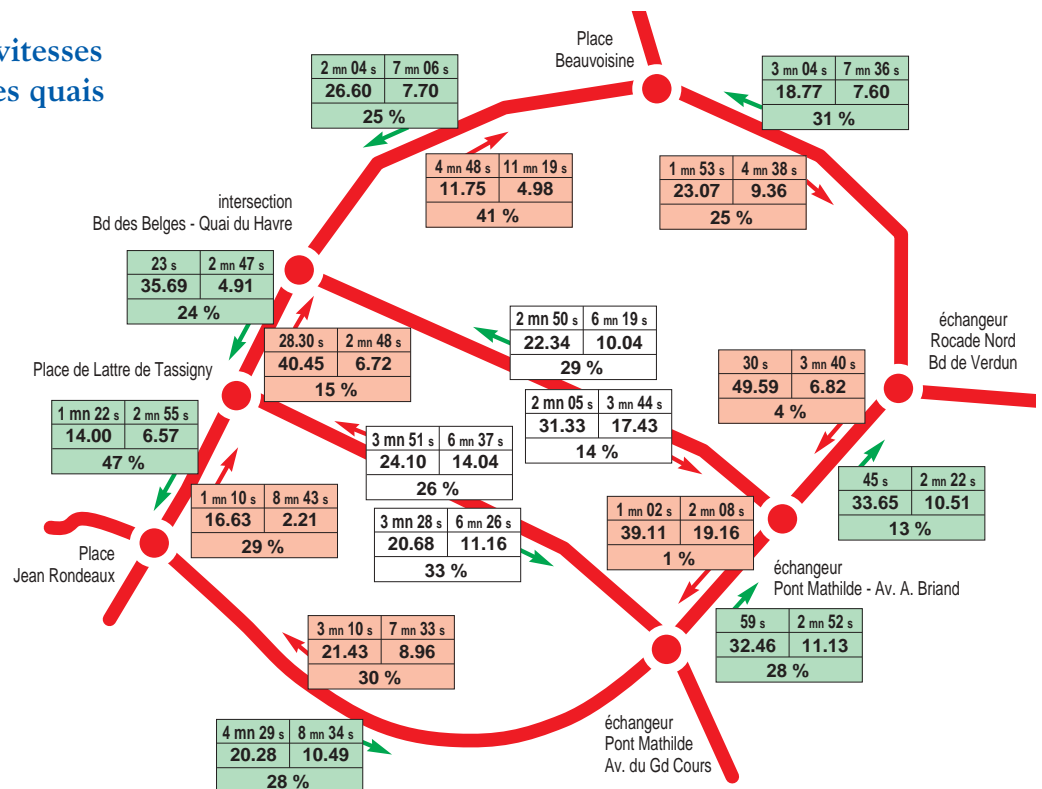 vitesses
es quais
Place
Beauvoisine
2 mn 04 s 7 mn 06 s
26.60 7.70
25 %
3 mn 04 s 7 mn 36 s
18.77 7.60
31 %
4 mn 48 s 11 mn 19 s
11.75 4.98
41 %
1 mn 53 s 4 mn 38 s
23.07 9.36
25 %
intersection
Bd des Belges - Quai du Havre
23 s 2 mn 47 s
35.69 4.91
24 %
28.30 s 2 mn 48 s
40.45 6.72
15 %
2 mn 50 s 6 mn 19 s
22.34 10.04
29 %
échangeur
Rocade Nord
Bd de Verdun
Place de Lattre de Tassigny
30 s 3 mn 40 s
49.59 6.82
4 %
2 mn 05 s 3 mn 44 s
31.33 17.43
14 %
1 mn 22 s 2 mn 55 s
14.00 6.57
47 %
3 mn 51 s 6 mn 37 s
24.10 14.04
26 %
45 s 2 mn 22 s
33.65 10.51
13 %
1 mn 10 s 8 mn 43 s
16.63 2.21
29 %
3 mn 28 s 6 mn 26 s
20.68 11.16
33 %
1 mn 02 s 2 mn 08 s
39.11 19.16
1 %
Place
Jean Rondeaux
échangeur
Pont Mathilde - Av. A. Briand
59 s 2 mn 52 s
32.46 11.13
28 %
3 mn 10 s 7 mn 33 s
21.43 8.96
30 %
échangeur
Pont Mathilde
Av. du Gd Cours
4 mn 29 s 8 mn 34 s
20.28 10.49
28 %